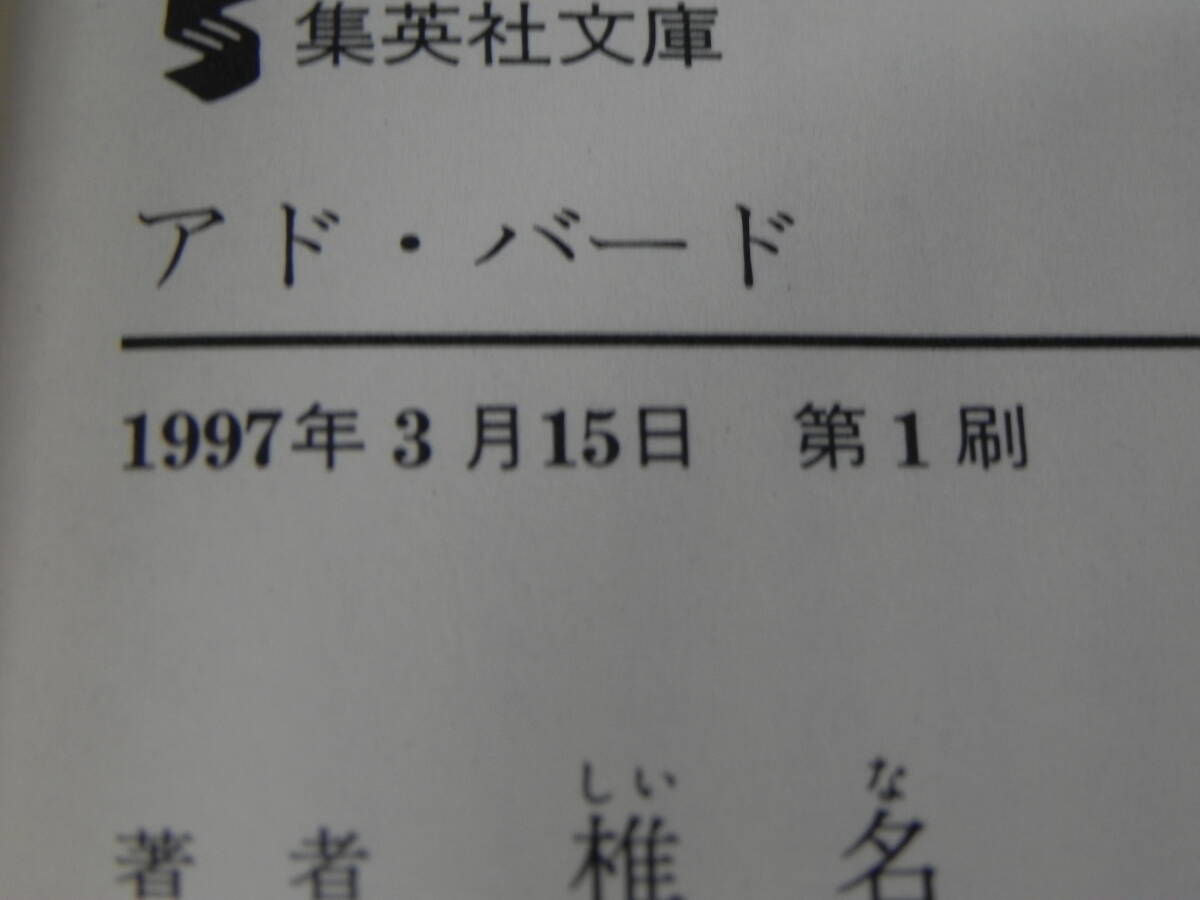 集英社文庫
アド・バード
1997年3月15日 第1刷
しい な
著者 椎名